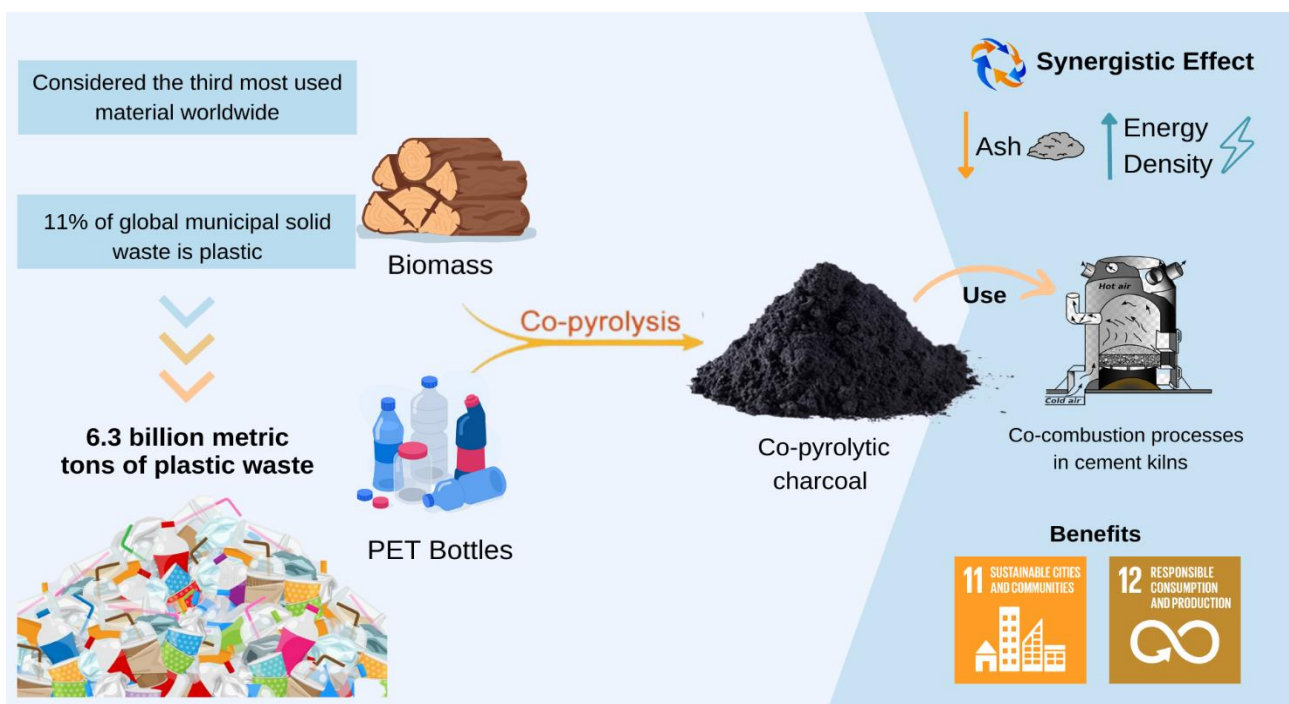 Considered the third most used
material worldwide
11% of global municipal solid
waste is plastic
6.3 billion metric
tons of plastic waste
Biomass
Co-pyrolysis
PET Bottles
Co-pyrolytic
charcoal
Synergistic Effect
Ash
Energy
Density
Use
Hot air
Cold air
Co-combustion processes
in cement kilns
Benefits
11 SUSTAINABLE CITIES
AND COMMUNITIES
12 RESPONSIBLE
CONSUMPTION
AND PRODUCTION